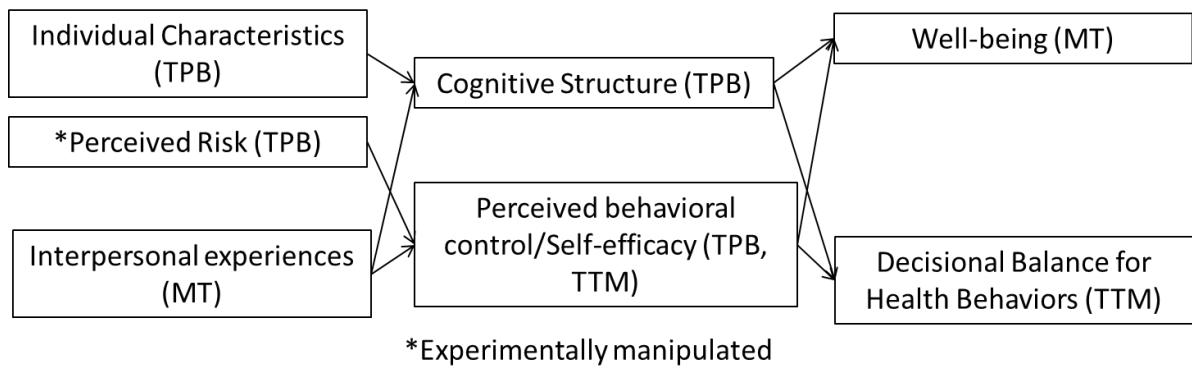 Individual Characteristics
(TPB)
*Perceived Risk (TPB)
Interpersonal experiences
(MT)
Cognitive Structure (TPB)
Perceived behavioral
control/Self-efficacy (TPB,
TTM)
Well-being (MT)
Decisional Balance for
Health Behaviors (TTM)
*Experimentally manipulated